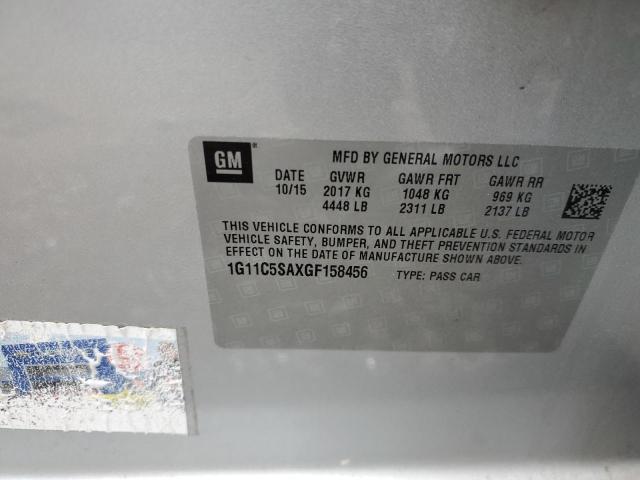 GM
MFD BY GENERAL MOTORS LLC
DATE GVWR GAWR FRT GAWR RR
10/15 2017 KG 1048 KG 969 KG
4448 LB 2311 LB 2137 LB
THIS VEHICLE CONFORMS TO ALL APPLICABLE U.S. FEDERAL MOTOR
VEHICLE SAFETY, BUMPER, AND THEFT PREVENTION STANDARDS IN
EFFECT ON THE DATE OF MANUFACTURE SHOWN ABOVE.
1G11C5SAXGF158456 TYPE: PASS CAR